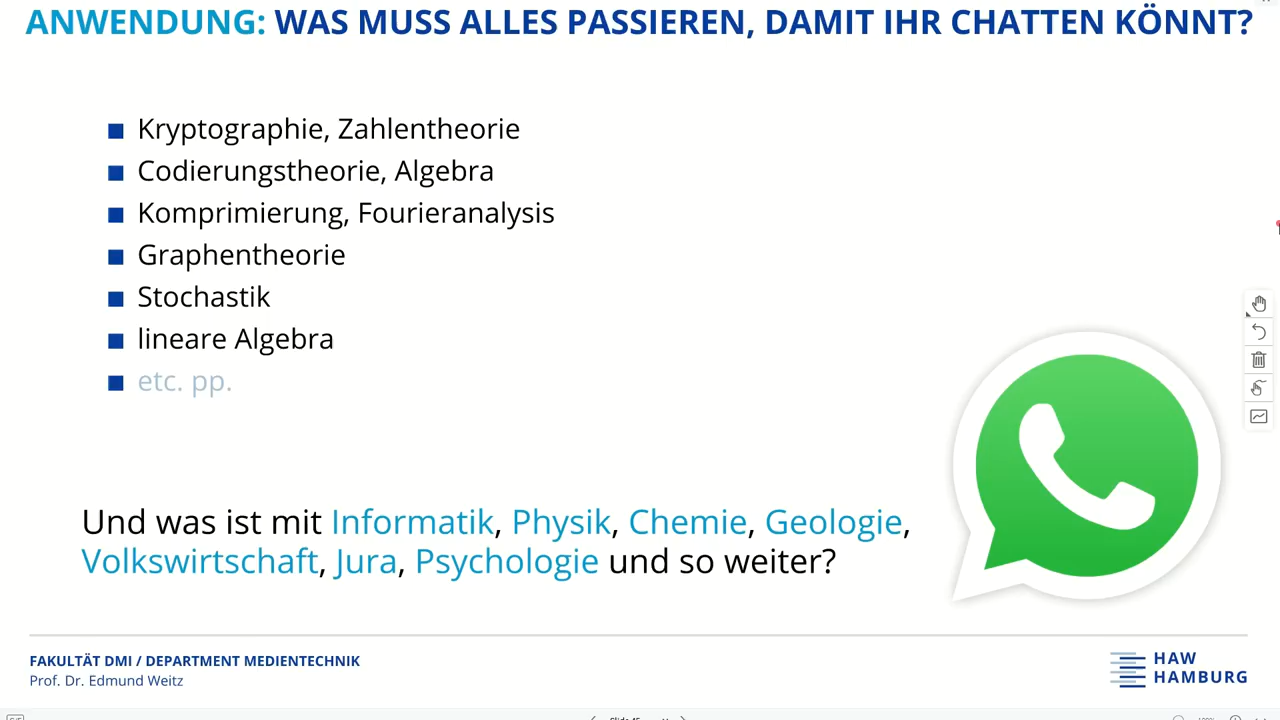 ANWENDUNG: WAS MUSS ALLES PASSIEREN, DAMIT IHR CHATTEN KÖNNT?
Kryptographie, Zahlentheorie
Codierungstheorie, Algebra
Komprimierung, Fourieranalysis
Graphentheorie
Stochastik
lineare Algebra
etc. pp.
Und was ist mit Informatik, Physik, Chemie, Geologie,
Volkswirtschaft, Jura, Psychologie und so weiter?
FAKULTÄT DMI / DEPARTMENT MEDIENTECHNIK
Prof. Dr. Edmund Weitz
HAW
HAMBURG